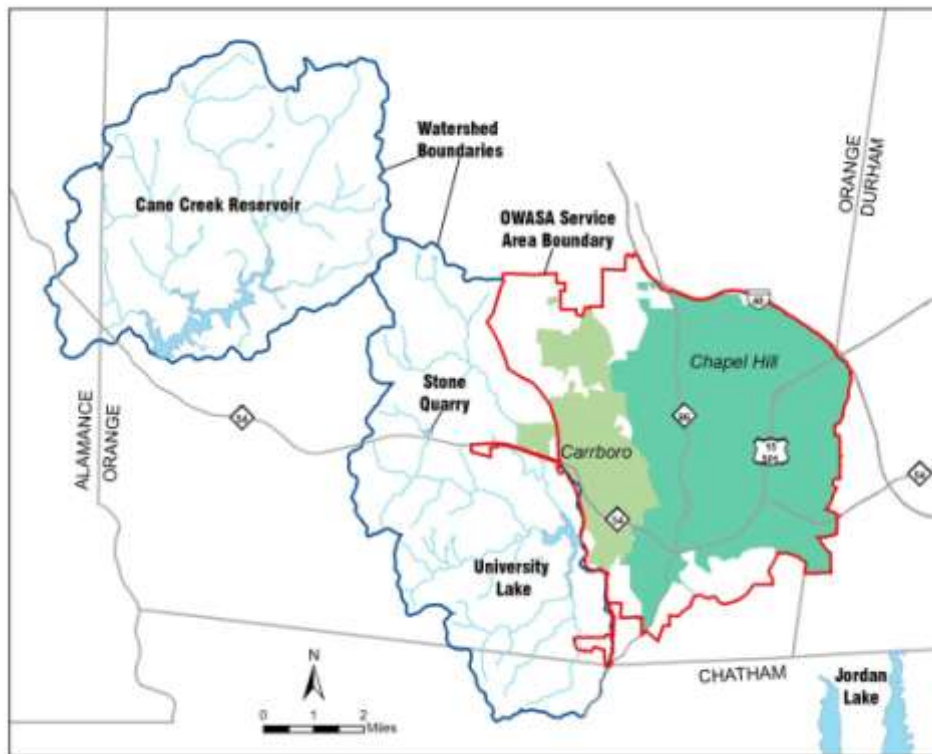 Watershed
Boundaries
Cane Creek Reservoir
OWASA Service
Area Boundary
ORANGE
DURHAM
40
Chapel Hill
Stone
Quarry
ALAMANCE
ORANGE
54
86
Carrboro
15
501
54
54
University
Lake
N
CHATHAM
Jordan
Lake
0 1 2
Miles